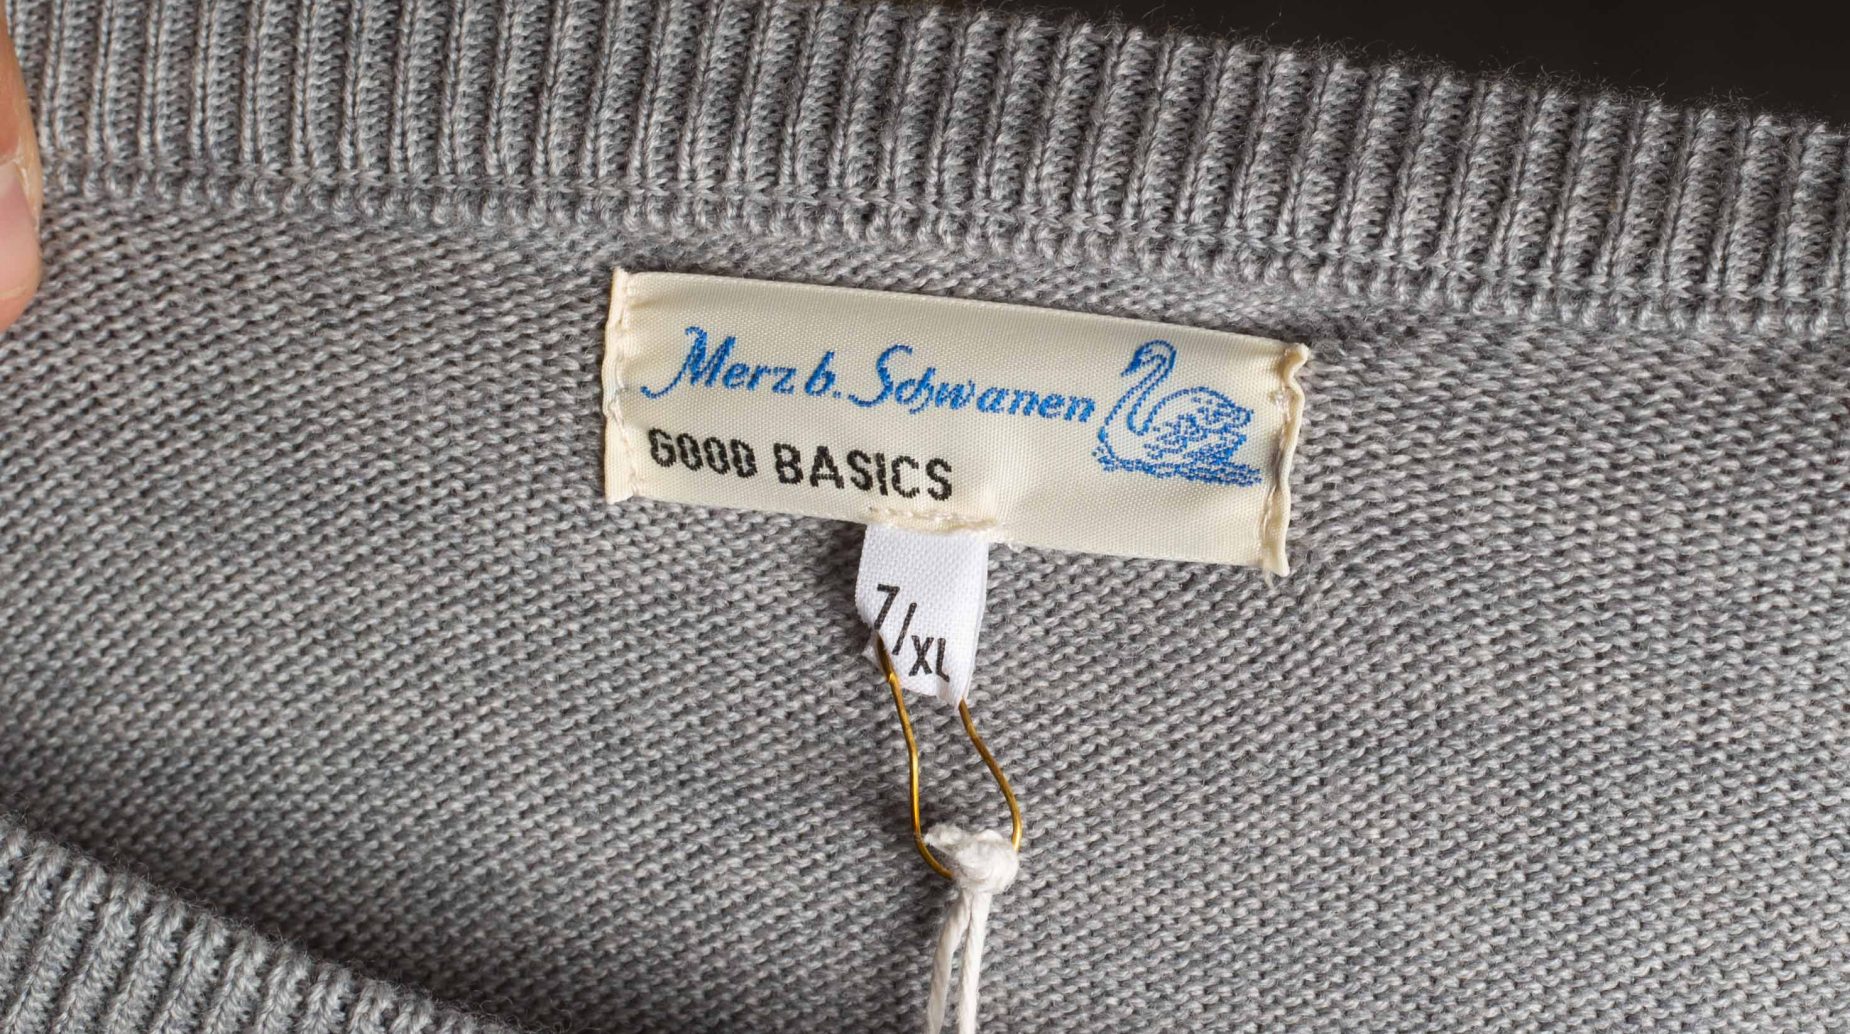 Merz b. Schwanen
GOOD BASICS
7/XL